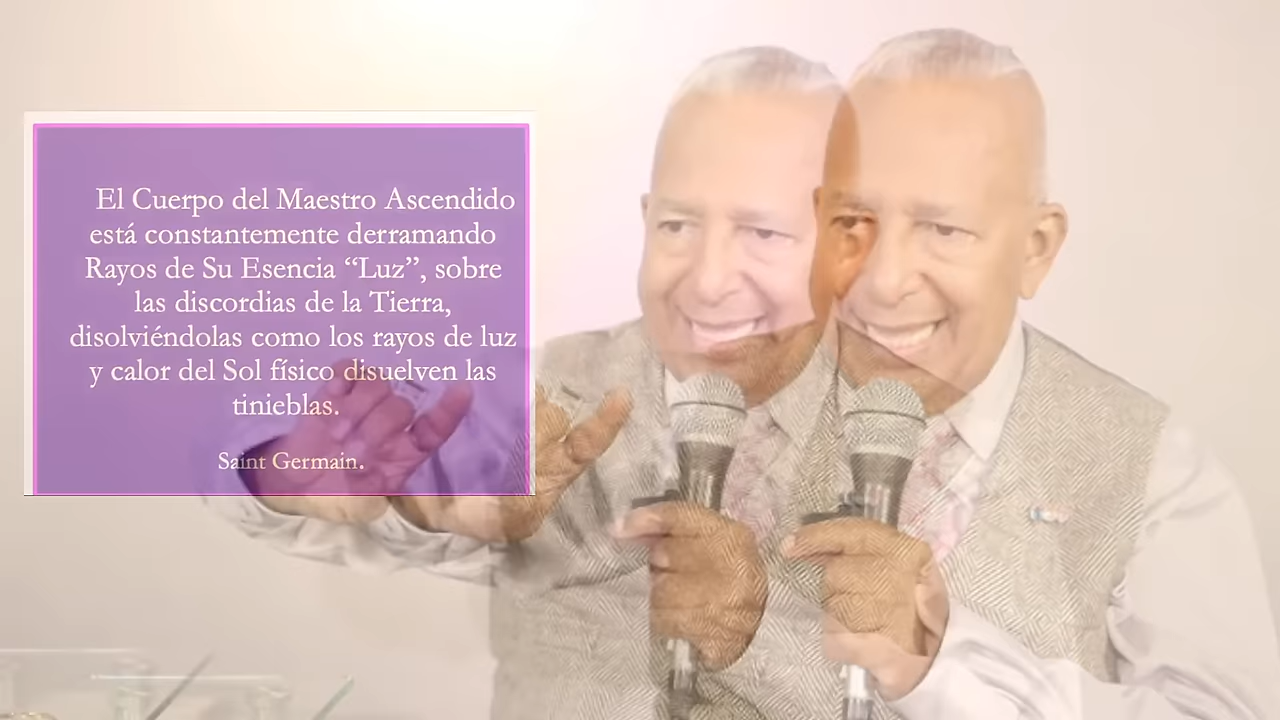 El Cuerpo del Maestro Ascendido
está constantemente derramando
Rayos de Su Esencia “Luz”, sobre
las discordias de la Tierra,
disolviéndolas como los rayos de luz
y calor del Sol físico disuelven las
tinieblas.
Saint Germain.